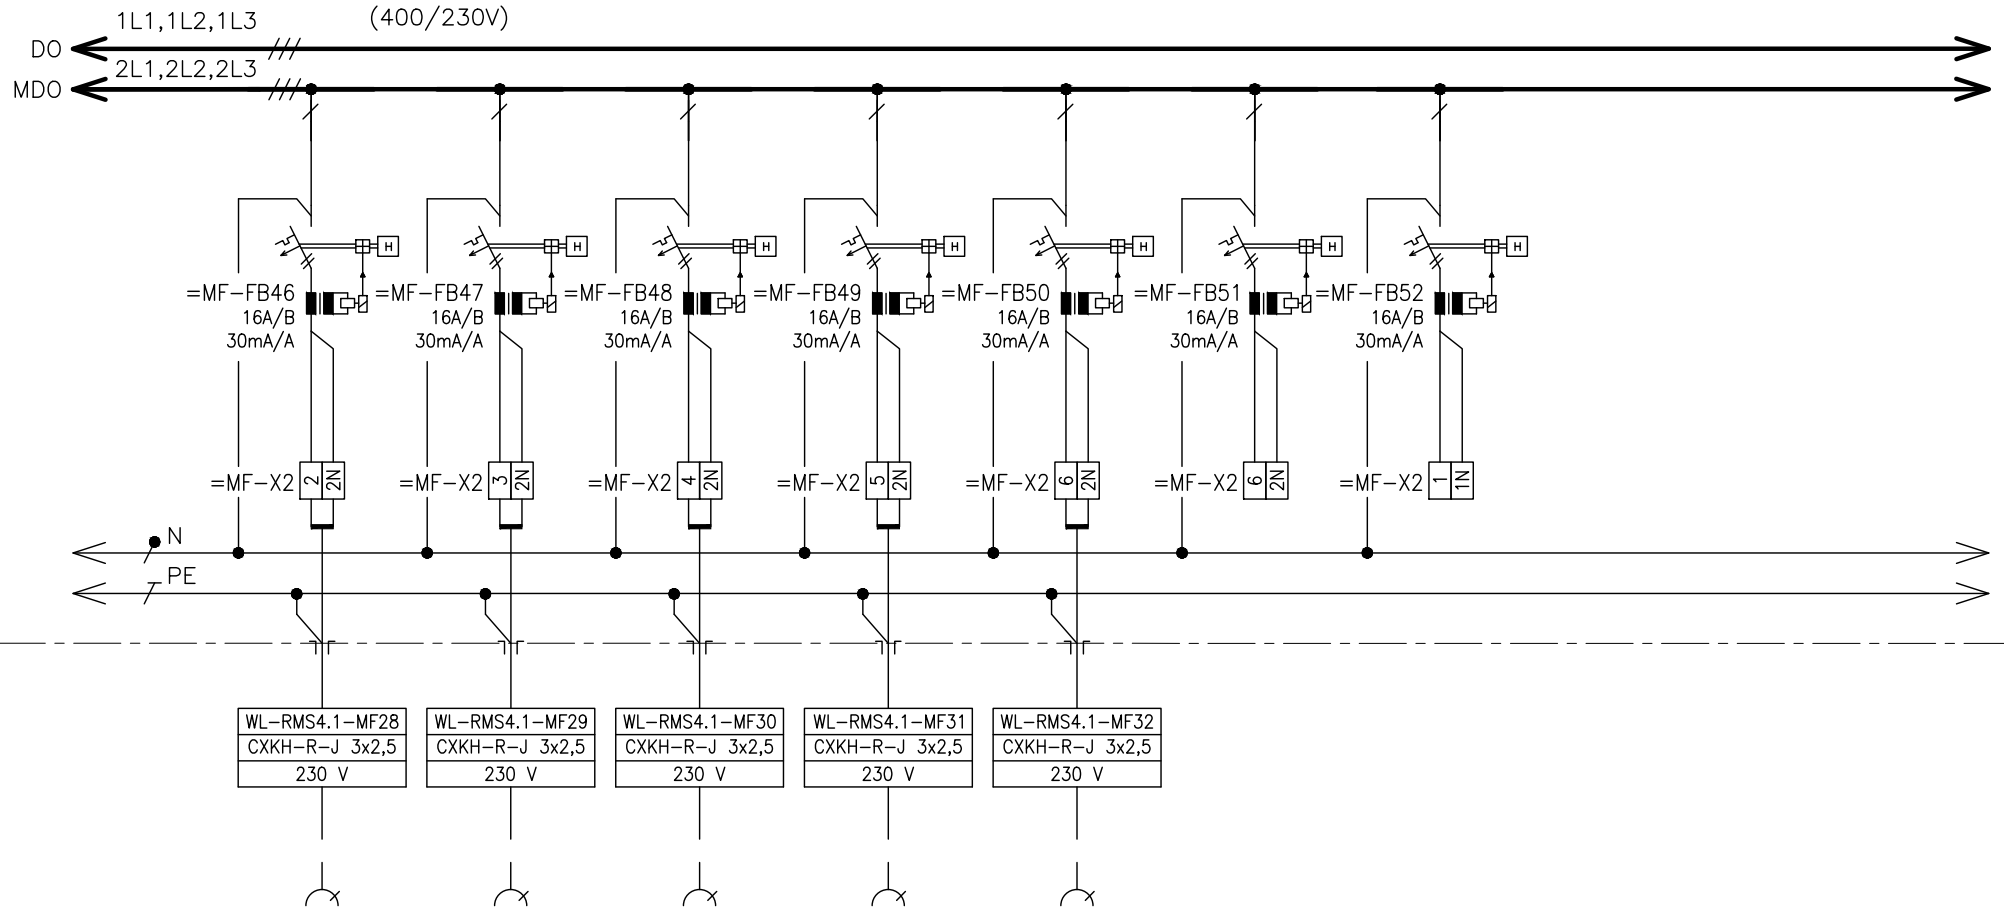 1L1,1L2,1L3 (400/230V)
DO
2L1,2L2,2L3
MDO
H H H H H H H
=MF-FB46 =MF-FB47 =MF-FB48 =MF-FB49 =MF-FB50 =MF-FB51 =MF-FB52
16A/B 16A/B 16A/B 16A/B 16A/B 16A/B 16A/B
30mA/A 30mA/A 30mA/A 30mA/A 30mA/A 30mA/A 30mA/A
=MF-X2 2 2N =MF-X2 3 2N =MF-X2 4 2N =MF-X2 5 2N =MF-X2 6 2N =MF-X2 6 2N =MF-X2 1 1N
N
PE
WL-RMS4.1-MF28 WL-RMS4.1-MF29 WL-RMS4.1-MF30 WL-RMS4.1-MF31 WL-RMS4.1-MF32
CXKH-R-J 3x2,5 CXKH-R-J 3x2,5 CXKH-R-J 3x2,5 CXKH-R-J 3x2,5 CXKH-R-J 3x2,5
230 V 230 V 230 V 230 V 230 V